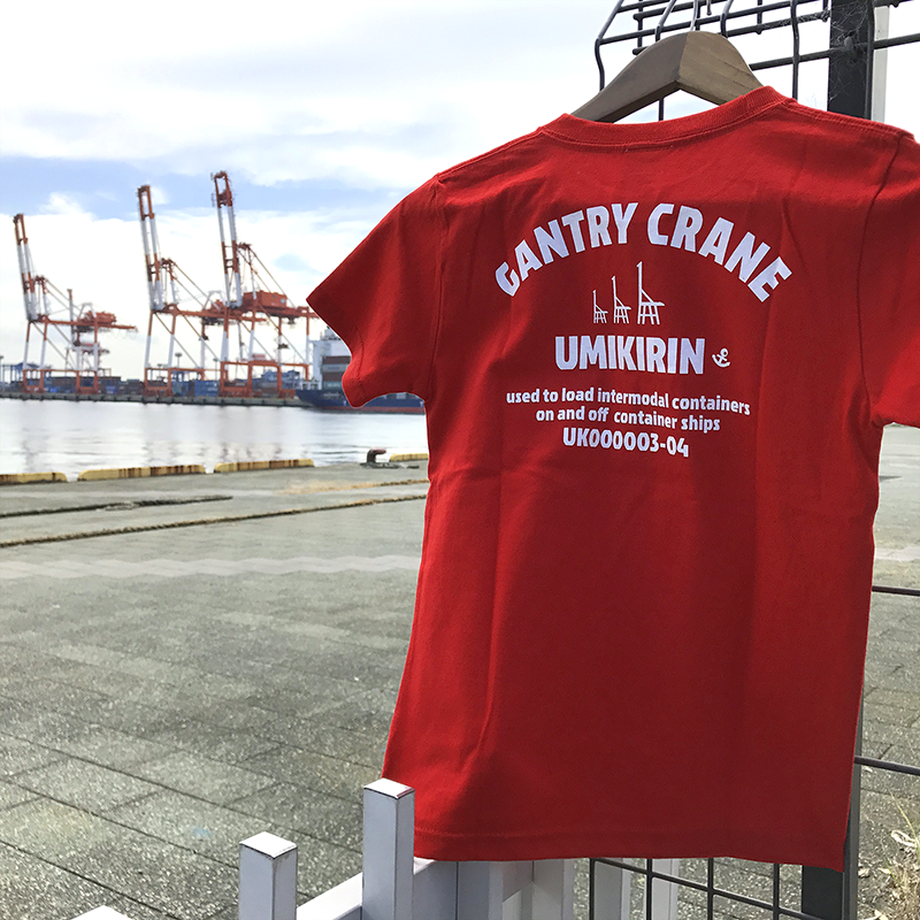 GANTRY CRANE
UMIKIRIN
used to load intermodal containers
on and off container ships
UK000003-04